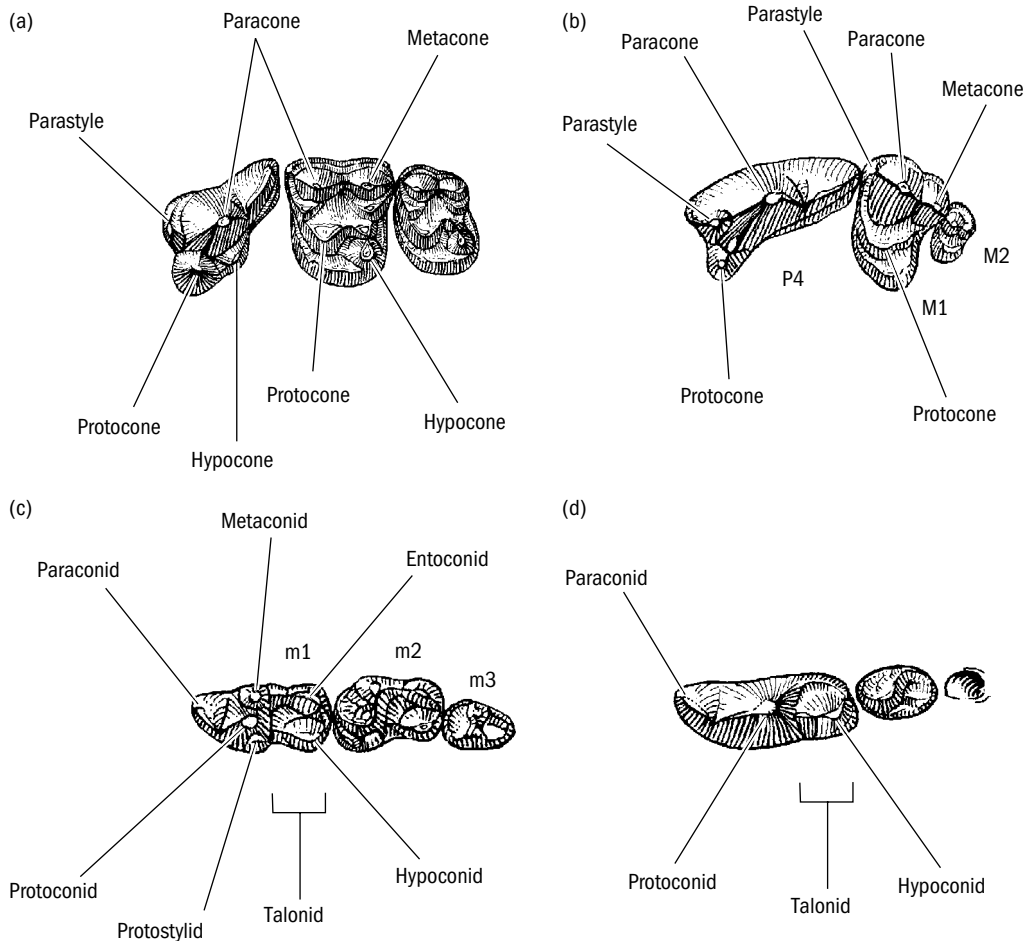 (a)
Paracone
Metacone
Parastyle
Protocone
Hypocone
Protocone
Hypocone
(b)
Parastyle
Paracone
Paracone
Metacone
Parastyle
P4
M1
M2
Protocone
Protocone
(c)
Metaconid
Paraconid
Entoconid
m1
m2
m3
Protoconid
Protostylid
Talonid
Hypoconid
(d)
Paraconid
Protoconid
Talonid
Hypoconid